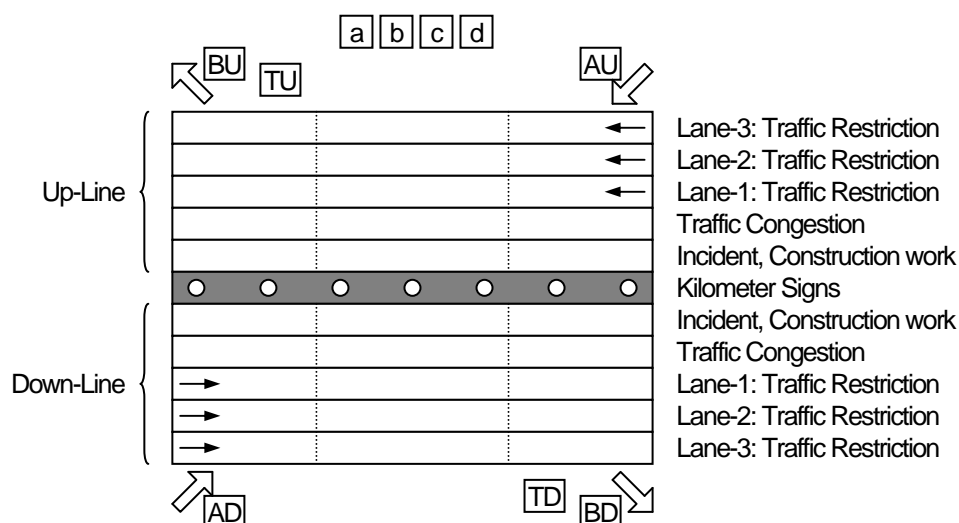 a b c d
BU TU AU
Lane-3: Traffic Restriction
Lane-2: Traffic Restriction
Up-Line Lane-1: Traffic Restriction
Traffic Congestion
Incident, Construction work
Kilometer Signs
Incident, Construction work
Traffic Congestion
Down-Line Lane-1: Traffic Restriction
Lane-2: Traffic Restriction
Lane-3: Traffic Restriction
AD TD BD